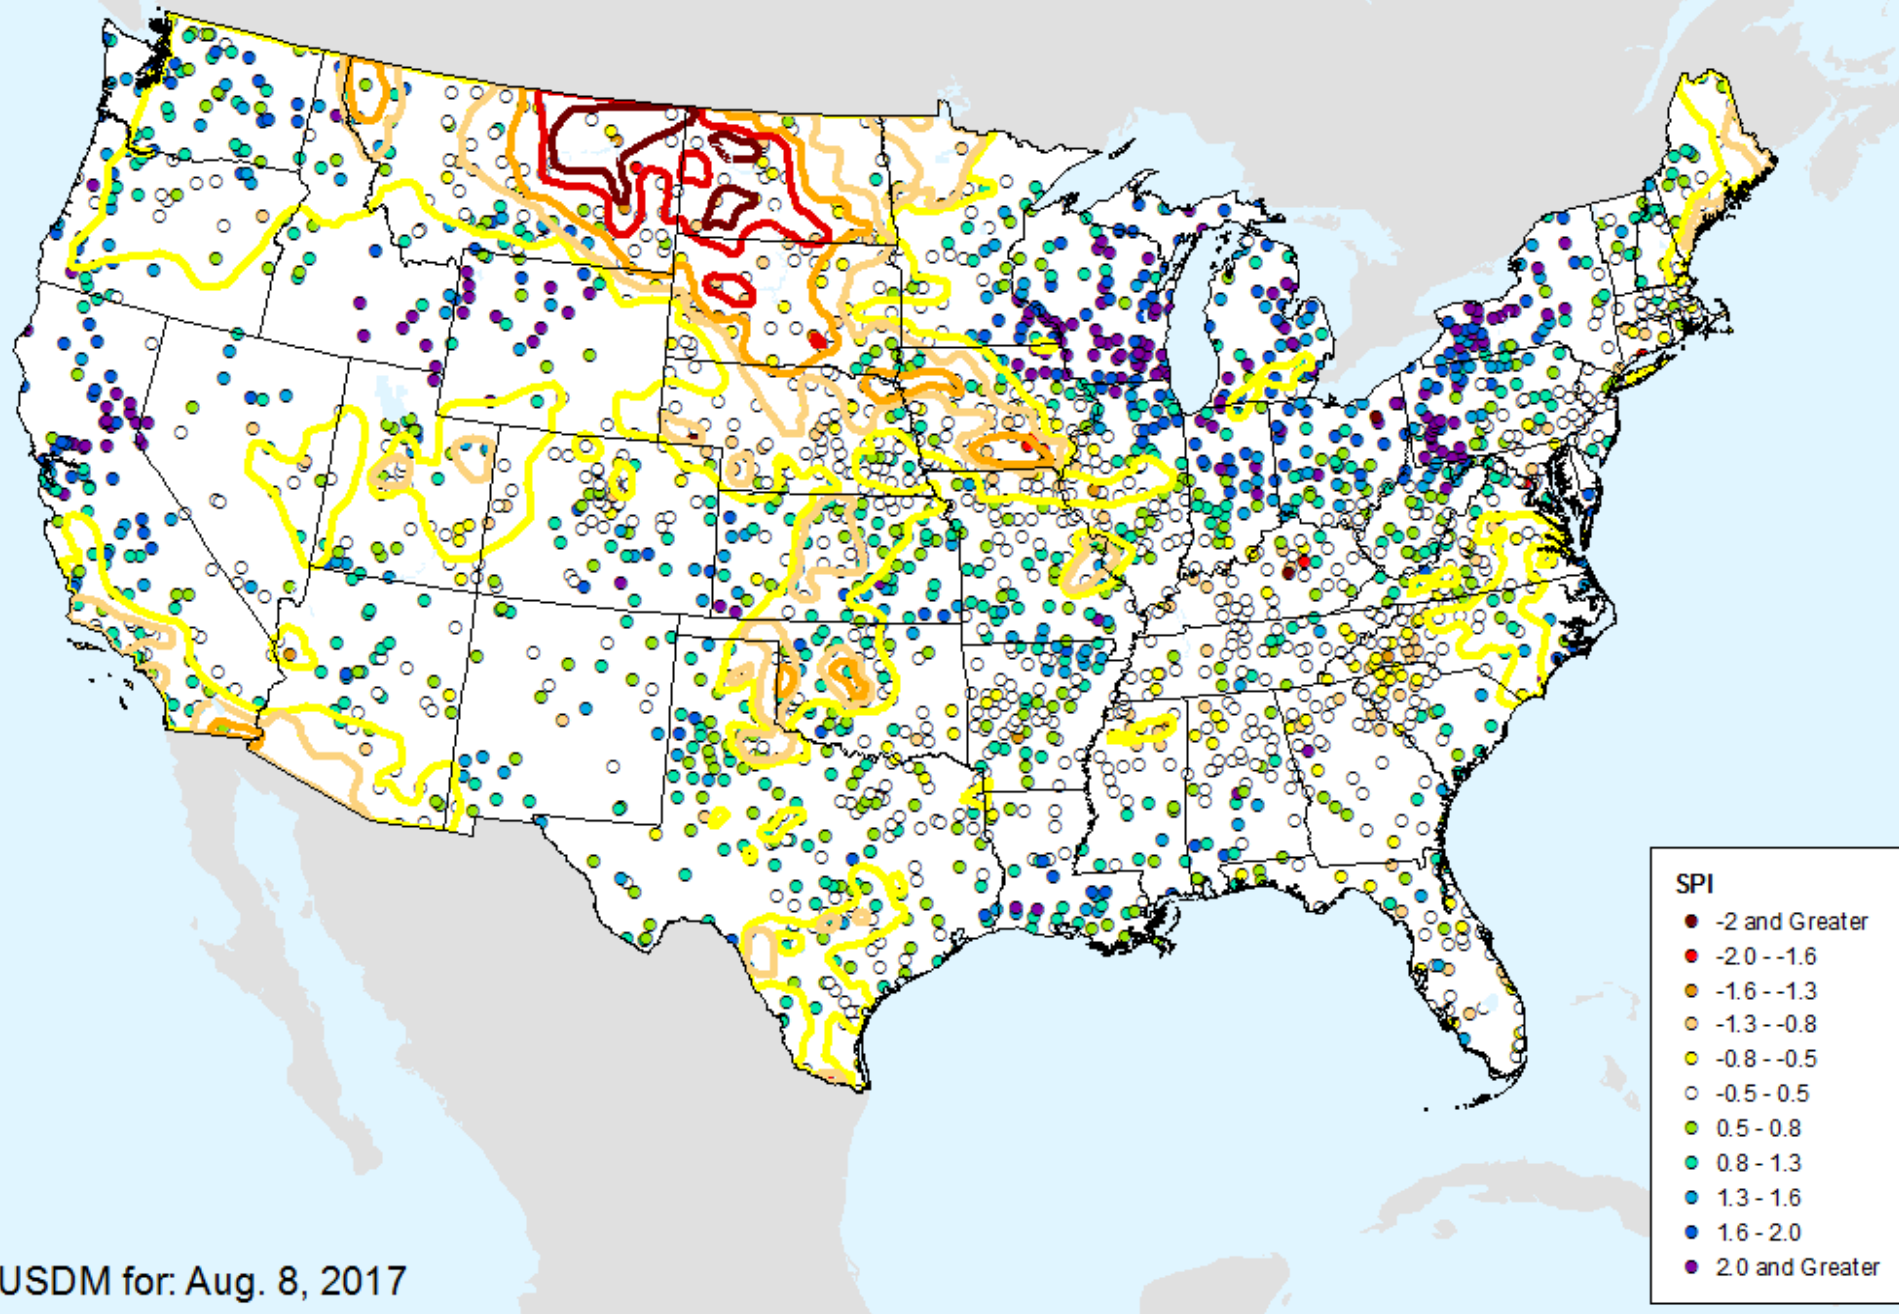 SPI
-2 and Greater
-2.0 - -1.6
-1.6 - -1.3
-1.3 - -0.8
-0.8 - -0.5
-0.5 - 0.5
0.5 - 0.8
0.8 - 1.3
1.3 - 1.6
1.6 - 2.0
2.0 and Greater
USDM for: Aug. 8, 2017